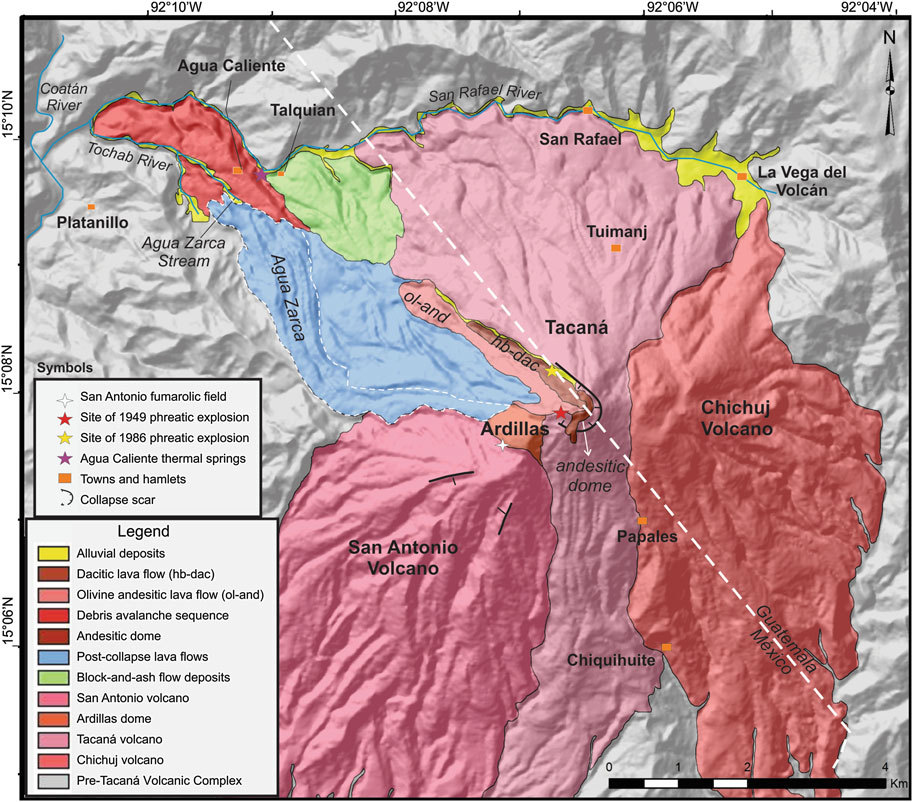 92°10'W
92°08'W
92°06'W
92°04'W
15°10'N
15°08'N
15°06'N
N
Coatán
River
Agua Caliente
Talquian
San Rafael River
San Rafael
Tochab River
La Vega del
Volcán
Platanillo
Agua Zarca
Stream
Tuimanj
Agua Zarca
ol-and
hb-dac
Tacaná
Ardillas
andesitic
dome
Chichuj
Volcano
San Antonio
Volcano
Papales
Chiquihuite
Guatemala
Mexico
Symbols
San Antonio fumarolic field
Site of 1949 phreatic explosion
Site of 1986 phreatic explosion
Agua Caliente thermal springs
Towns and hamlets
Collapse scar
Legend
Alluvial deposits
Dacitic lava flow (hb-dac)
Olivine andesitic lava flow (ol-and)
Debris avalanche sequence
Andesitic dome
Post-collapse lava flows
Block-and-ash flow deposits
San Antonio volcano
Ardillas dome
Tacaná volcano
Chichuj volcano
Pre-Tacaná Volcanic Complex
0 1 2 4
Km